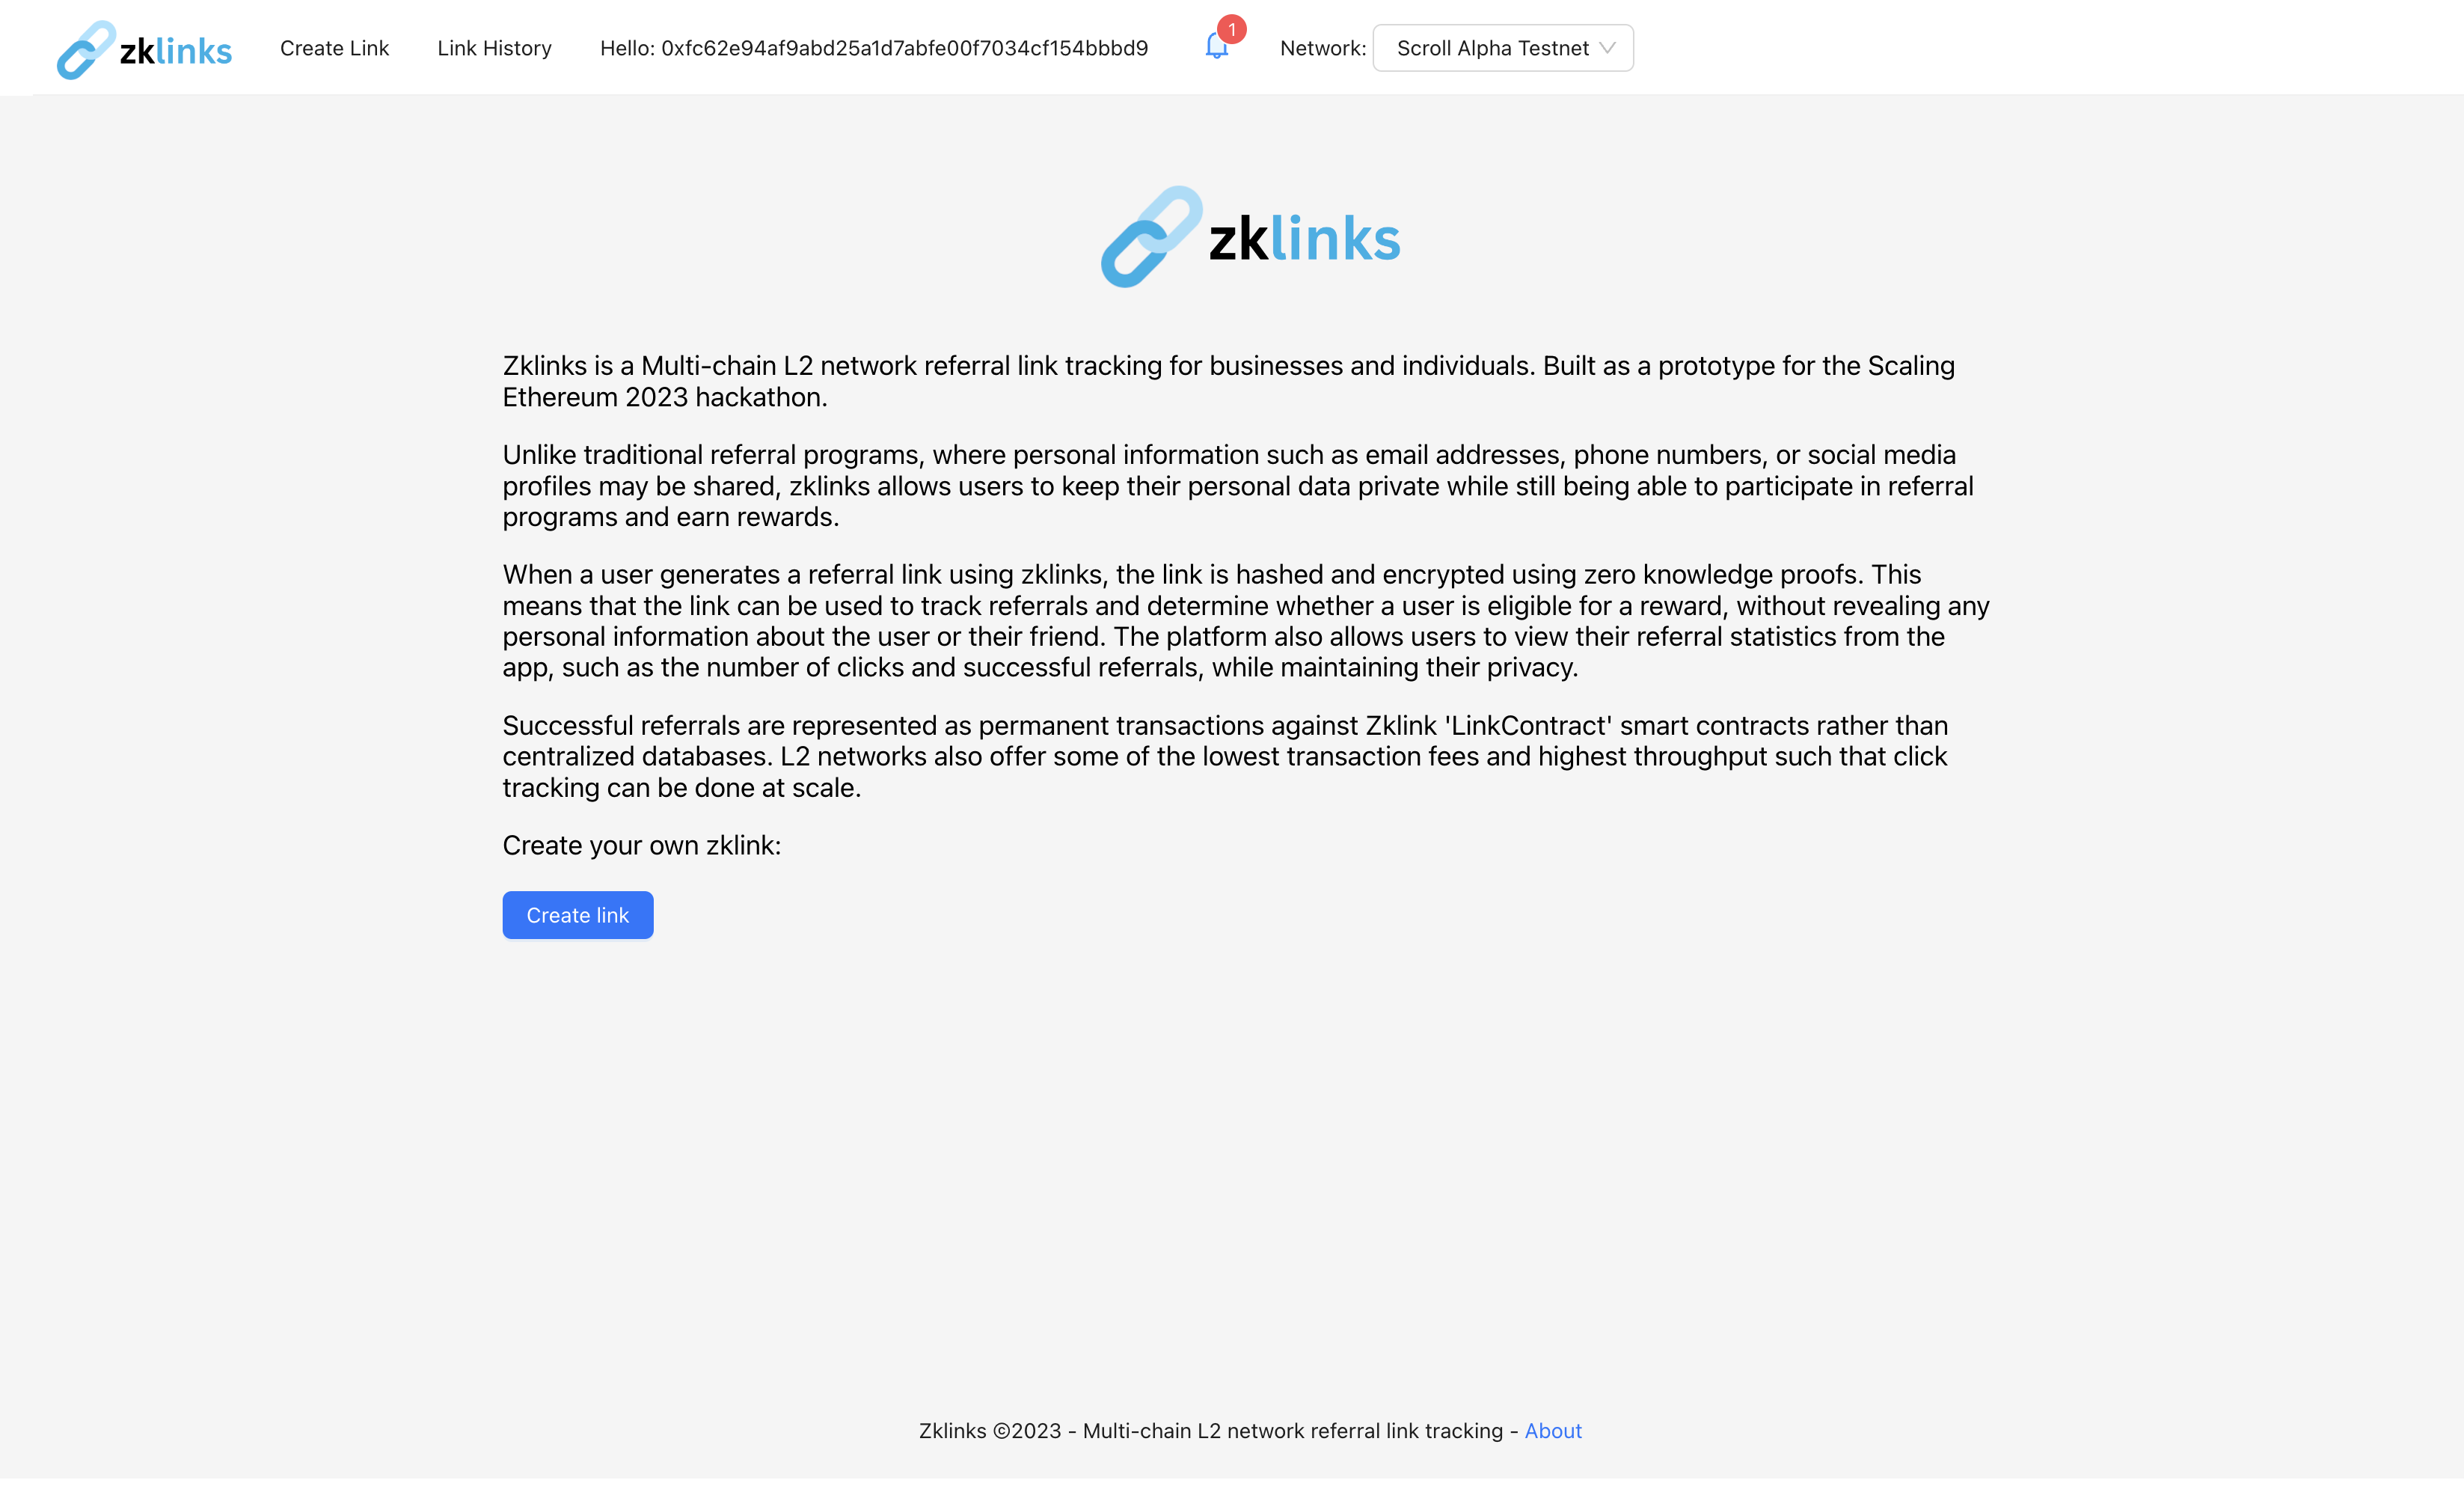 zklinks
Create Link
Link History
Hello: 0xfc62e94af9abd25a1d7abfe00f7034cf154bbbd9
1
Network:
Scroll Alpha Testnet
zklinks
Zklinks is a Multi-chain L2 network referral link tracking for businesses and individuals. Built as a prototype for the Scaling
Ethereum 2023 hackathon.
Unlike traditional referral programs, where personal information such as email addresses, phone numbers, or social media
profiles may be shared, zklinks allows users to keep their personal data private while still being able to participate in referral
programs and earn rewards.
When a user generates a referral link using zklinks, the link is hashed and encrypted using zero knowledge proofs. This
means that the link can be used to track referrals and determine whether a user is eligible for a reward, without revealing any
personal information about the user or their friend. The platform also allows users to view their referral statistics from the
app, such as the number of clicks and successful referrals, while maintaining their privacy.
Successful referrals are represented as permanent transactions against Zklink 'LinkContract' smart contracts rather than
centralized databases. L2 networks also offer some of the lowest transaction fees and highest throughput such that click
tracking can be done at scale.
Create your own zklink:
Create link
Zklinks ©2023 - Multi-chain L2 network referral link tracking - About